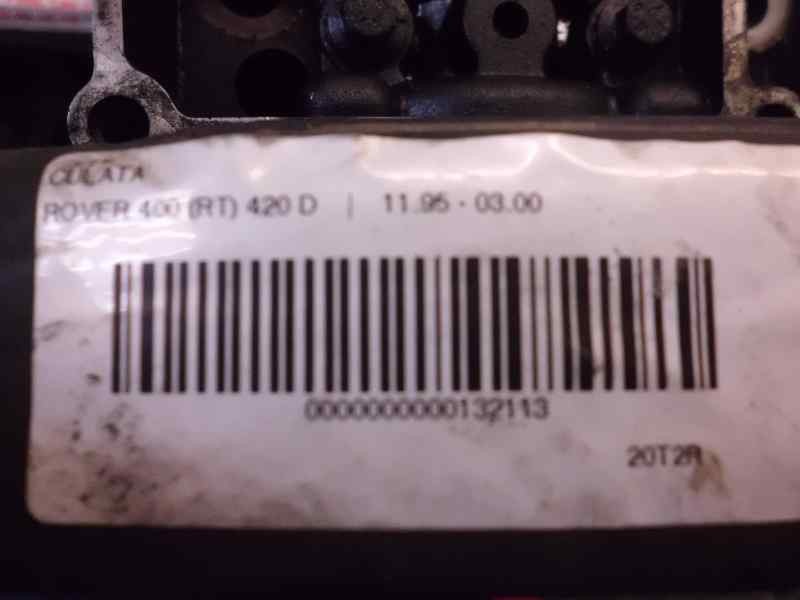 CULATA
ROVER 400 (RT) 420 D | 11.95 - 03.00
0000000000132113
20T2R